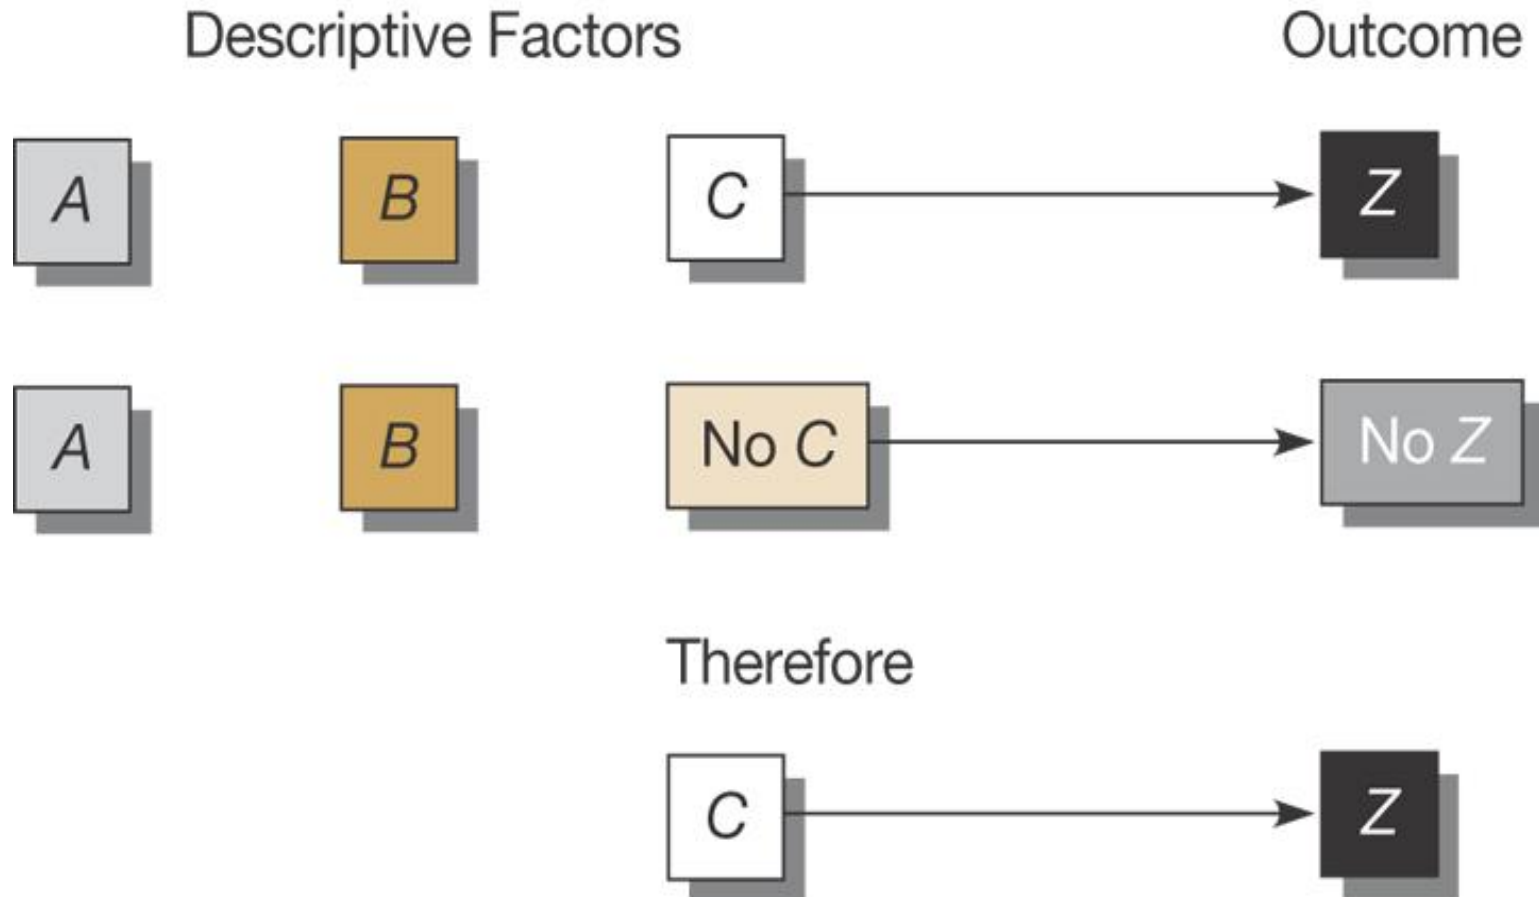 Descriptive Factors Outcome
A B C Z
A B No C No Z
Therefore
C Z